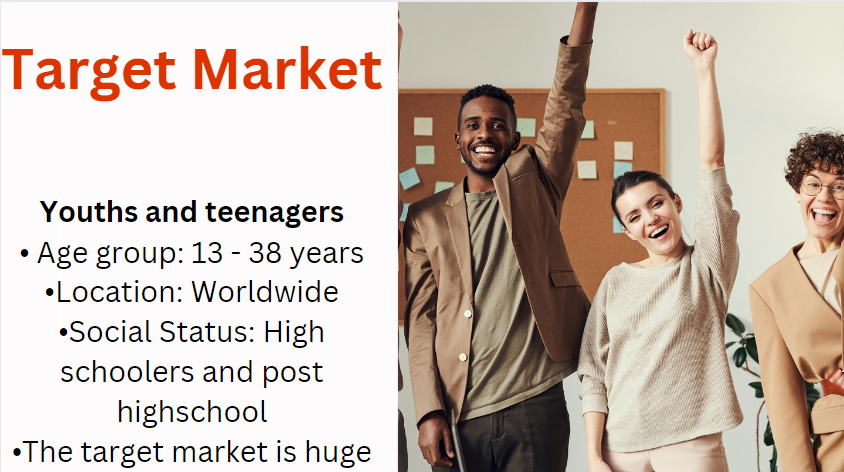 Target Market
Youths and teenagers
• Age group: 13 - 38 years
•Location: Worldwide
•Social Status: High
schoolers and post
highschool
•The target market is huge